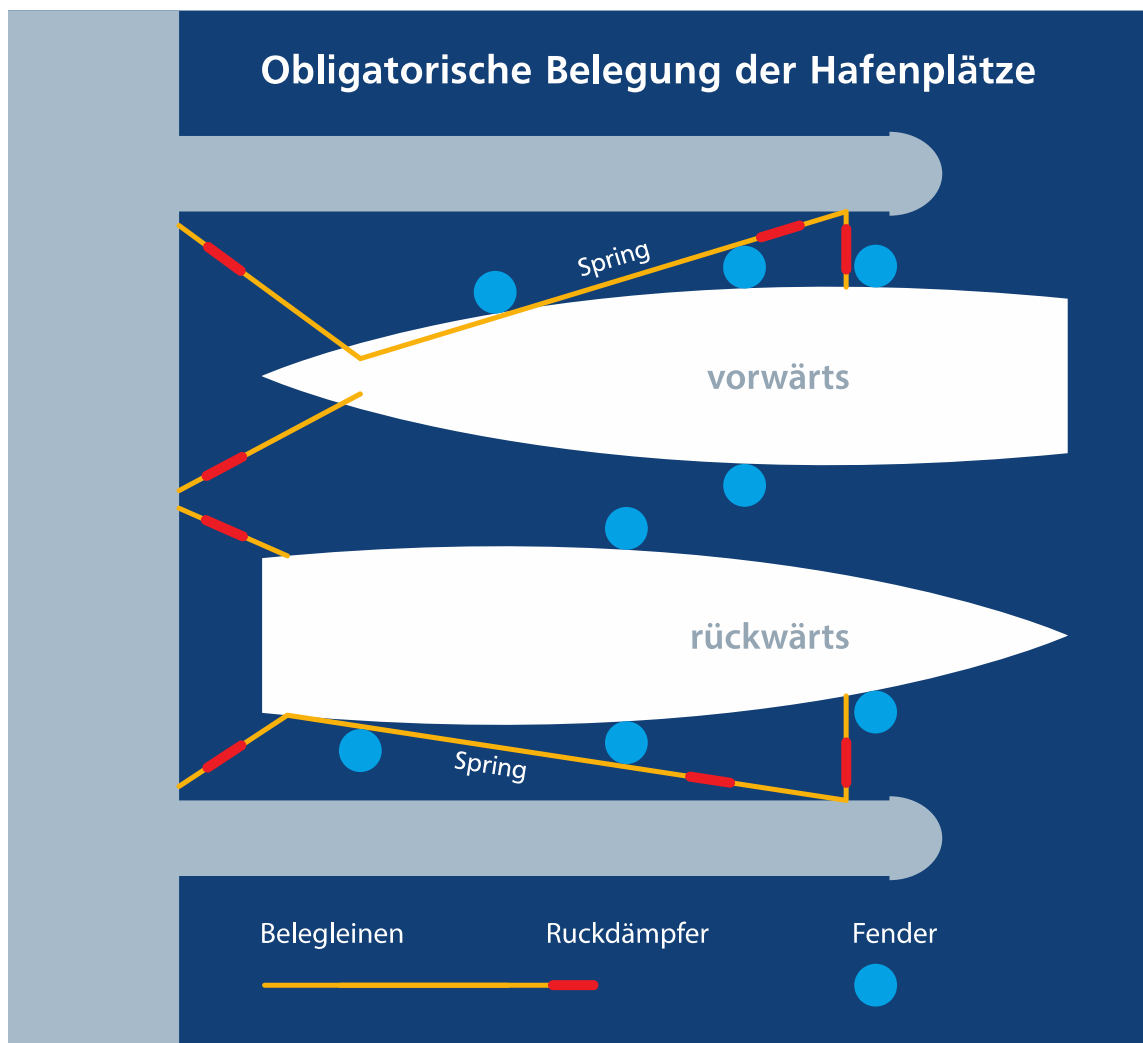 Obligatorische Belegung der Hafenplätze
Spring
vorwärts
rückwärts
Spring
Belegleinen
Ruckdämpfer
Fender